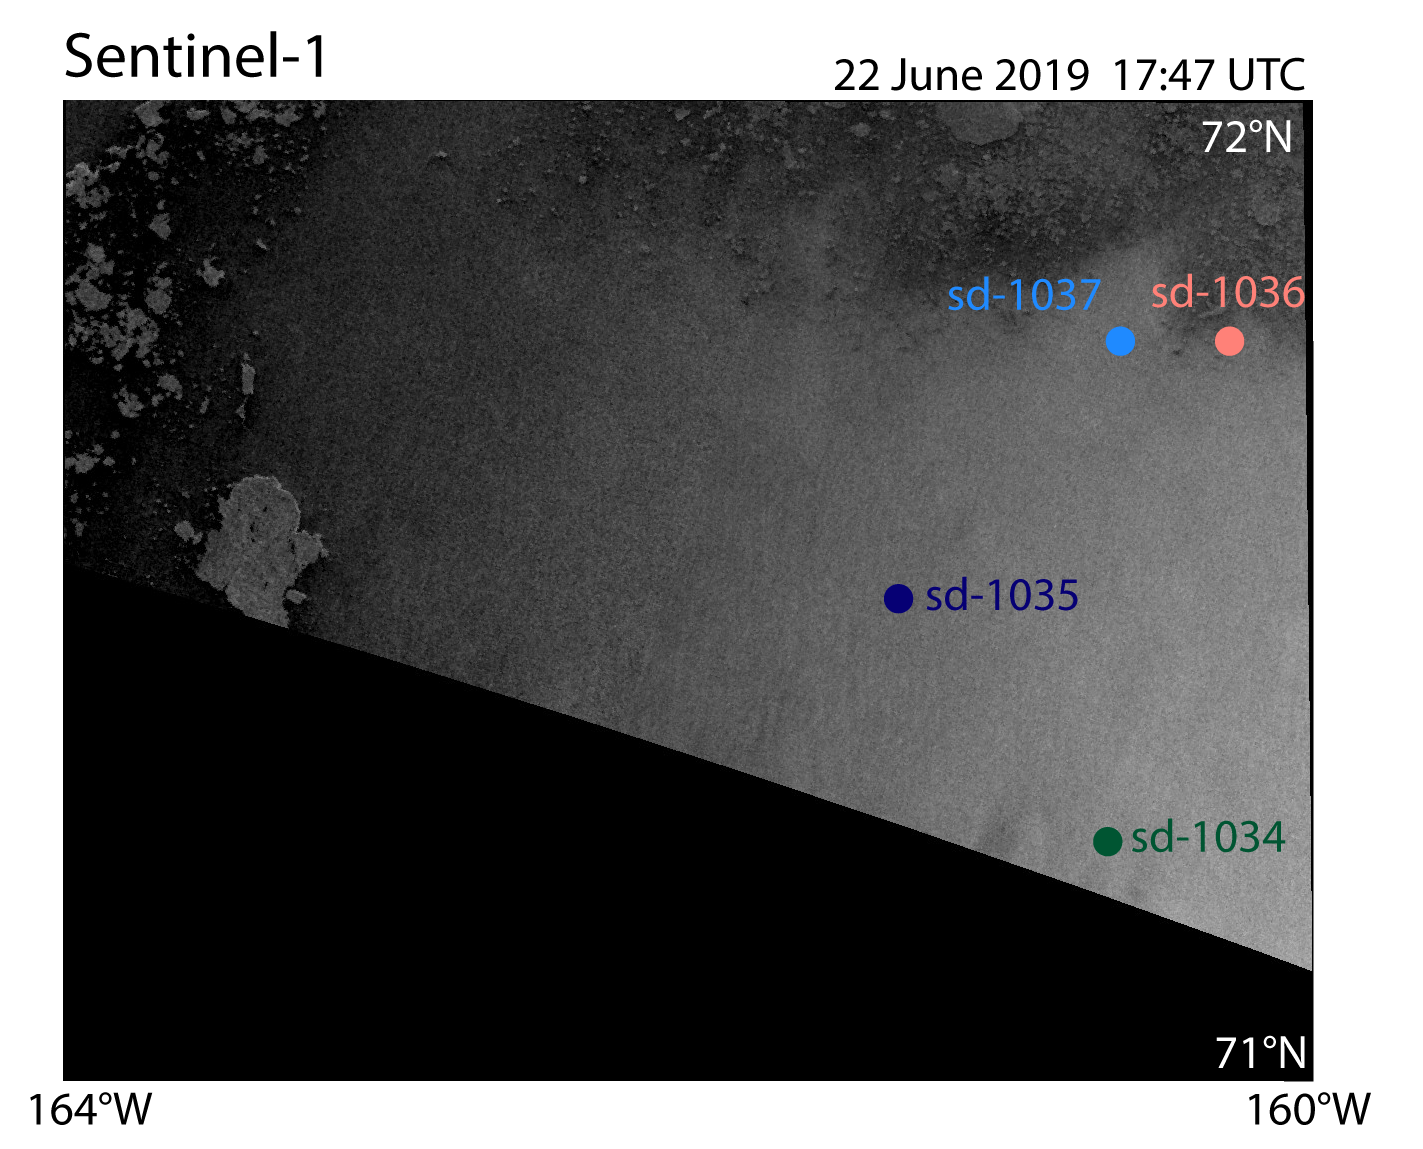 Sentinel-1
22 June 2019 17:47 UTC
72°N
sd-1037
sd-1036
sd-1035
sd-1034
71°N
164°W
160°W